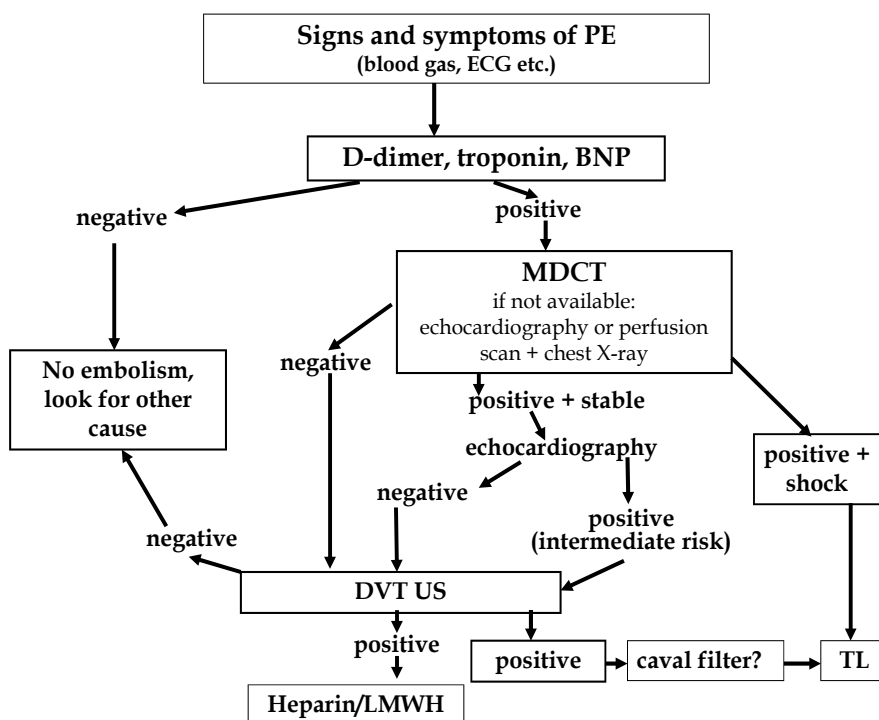 Signs and symptoms of PE
(blood gas, ECG etc.)
D-dimer, troponin, BNP
negative
positive
MDCT
if not available:
echocardiography or perfusion
scan + chest X-ray
No embolism,
look for other
cause
negative
positive + stable
echocardiography
positive +
shock
negative
positive
(intermediate risk)
negative
DVT US
positive
positive
caval filter?
TL
Heparin/LMWH